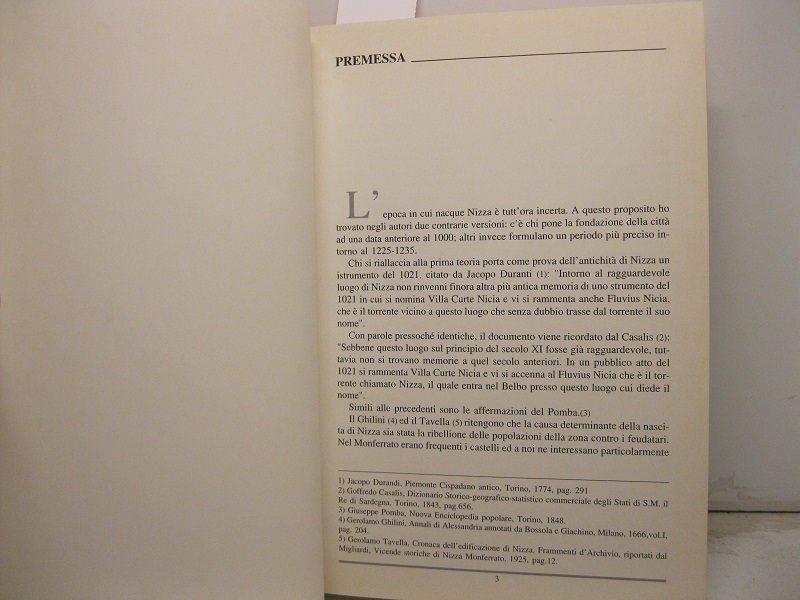 PREMESSA
L'epoca in cui nacque Nizza è tutt'ora incerta. A questo proposito ho
trovato negli autori due contrarie versioni: c'è chi pone la fondazione della città
ad una data anteriore al 1000; altri invece formulano un periodo più preciso in-
torno al 1225-1235.
Chi si riallaccia alla prima teoria porta come prova dell'antichità di Nizza un
istrumento del 1021, citato da Jacopo Duranti (1): "Intorno al ragguardevole
luogo di Nizza non rinvenni finora altra più antica memoria di uno strumento del
1021 in cui si nomina Villa Curte Nicia e vi si rammenta anche Fluvius Nicia,
che è il torrente vicino a questo luogo che senza dubbio trasse dal torrente il suo
nome".
Con parole pressoché identiche, il documento viene ricordato dal Casalis (2):
"Sebbene questo luogo sul principio del secolo XI fosse già ragguardevole, tut-
tavia non si trovano memorie a quel secolo anteriori. In un pubblico atto del
1021 si rammenta Villa Curte Nicia e vi si accenna al Fluvius Nicia che è il tor-
rente chiamato Nizza, il quale entra nel Belbo presso questo luogo cui diede il
nome".
Simili alle precedenti sono le affermazioni del Pomba.(3)
Il Ghilini (4) ed il Tavella (5) ritengono che la causa determinante della nasci-
ta di Nizza sia stata la ribellione delle popolazioni della zona contro i feudatari.
Nel Monferrato erano frequenti i castelli ed a noi ne interessano particolarmente
1) Jacopo Durandi, Piemonte Cispadano antico, Torino, 1774, pag. 291
2) Goffredo Casalis, Dizionario Storico-geografico-statistico commerciale degli Stati di S.M. il
Re di Sardegna, Torino, 1843, pag.656.
3) Giuseppe Pomba, Nuova Enciclopedia popolare, Torino, 1848.
4) Gerolamo Ghilini, Annali di Alessandria annotati da Bossola e Giachino, Milano, 1666,vol.I,
pag. 204.
5) Gerolamo Tavella, Cronaca dell'edificazione di Nizza. Frammenti d'Archivio, riportati dal
Migliardi, Vicende storiche di Nizza Monferrato, 1925, pag.12.
3